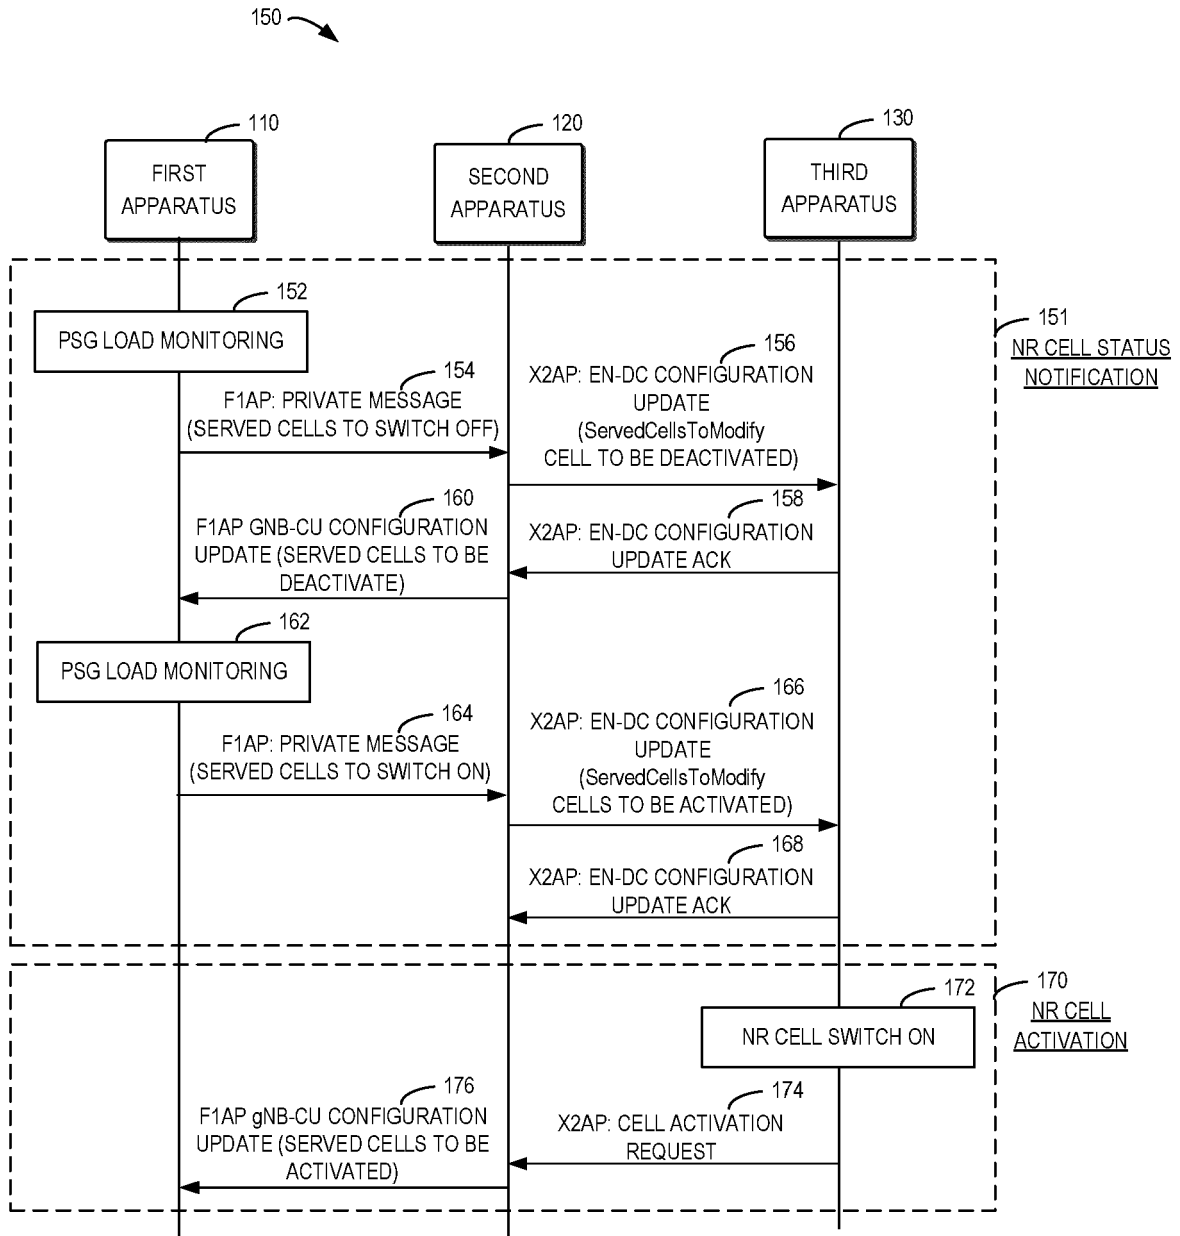 150
110
120
130
FIRST
APPARATUS
SECOND
APPARATUS
THIRD
APPARATUS
152
PSG LOAD MONITORING
151
NR CELL STATUS
NOTIFICATION
154
F1AP: PRIVATE MESSAGE
(SERVED CELLS TO SWITCH OFF)
156
X2AP: EN-DC CONFIGURATION
UPDATE
(ServedCellsToModify
CELL TO BE DEACTIVATED)
158
X2AP: EN-DC CONFIGURATION
UPDATE ACK
160
F1AP GNB-CU CONFIGURATION
UPDATE (SERVED CELLS TO BE
DEACTIVATE)
162
PSG LOAD MONITORING
164
F1AP: PRIVATE MESSAGE
(SERVED CELLS TO SWITCH ON)
166
X2AP: EN-DC CONFIGURATION
UPDATE
(ServedCellsToModify
CELLS TO BE ACTIVATED)
168
X2AP: EN-DC CONFIGURATION
UPDATE ACK
170
NR CELL
ACTIVATION
172
NR CELL SWITCH ON
174
X2AP: CELL ACTIVATION
REQUEST
176
F1AP gNB-CU CONFIGURATION
UPDATE (SERVED CELLS TO BE
ACTIVATED)